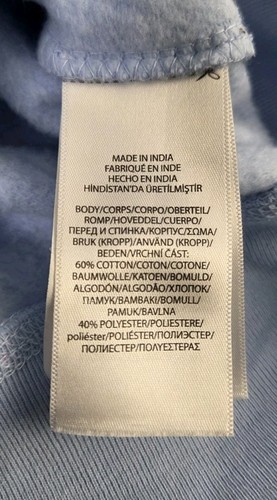 MADE IN INDIA
FABRIQUÉ EN INDE
HECHO EN INDIA
HİNDİSTAN'DA ÜRETİLMİŞTİR
BODY/CORPS/CORPO/OBERTEIL/
ROMP/HOVEDDEL/CUERPO/
ПЕРЕД И СПИНКА/КОРПУС/ΣΩΜΑ/
BRUK (KROPP)/ANVÄND (KROPP)/
BEDEN/VRCHNÍ ČÁST:
60% COTTON/COTON/COTONE/
BAUMWOLLE/KATOEN/BOMULD/
ALGODÓN/ALGODÃO/ХЛОПОК/
ПАМУК/ΒΑΜΒΑΚΙ/BOMULL/
PAMUK/BAVLNA
40% POLYESTER/POLIESTERE/
poliéster/POLIÉSTER/ПОЛИЭСТЕР/
ПОЛИЕСТЕР/ΠΟΛΥΕΣΤΕΡΑΣ